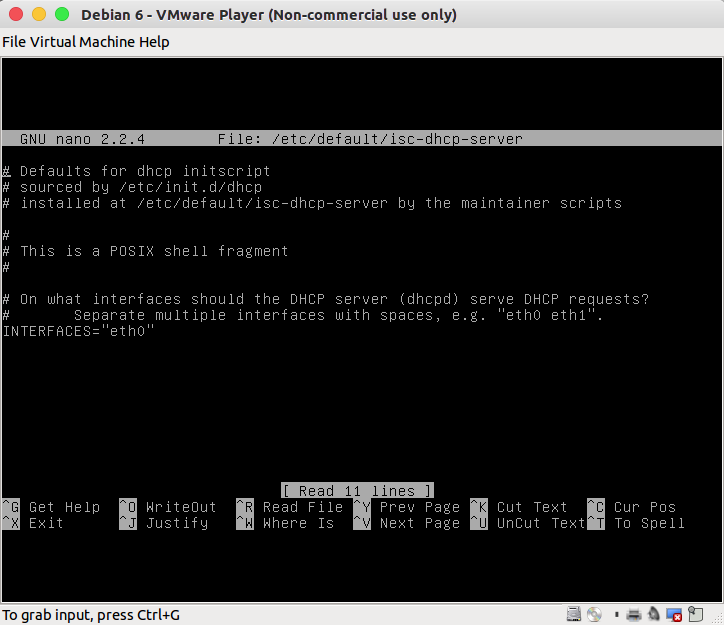 Debian 6 - VMware Player (Non-commercial use only)
File Virtual Machine Help
GNU nano 2.2.4        File: /etc/default/isc-dhcp-server
# Defaults for dhcp initscript
# sourced by /etc/init.d/dhcp
# installed at /etc/default/isc-dhcp-server by the maintainer scripts
#
# This is a POSIX shell fragment
#
# On what interfaces should the DHCP server (dhcpd) serve DHCP requests?
#       Separate multiple interfaces with spaces, e.g. "eth0 eth1".
INTERFACES="eth0"
[ Read 11 lines ]
^G Get Help  ^O WriteOut  ^R Read File ^Y Prev Page ^K Cut Text  ^C Cur Pos
^X Exit      ^J Justify   ^W Where Is  ^V Next Page ^U UnCut Text^T To Spell
To grab input, press Ctrl+G